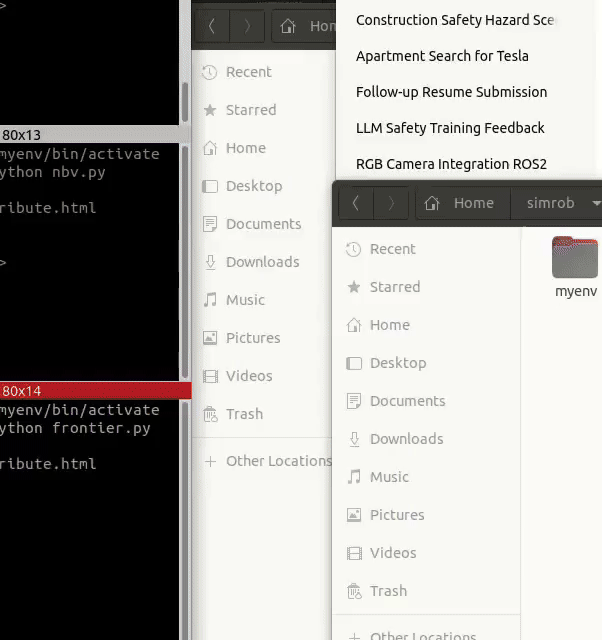 >
80x13
myenv/bin/activate
ython nbv.py
ribute.html
>
80x14
myenv/bin/activate
ython frontier.py
ribute.html
Hom
Recent
Starred
Home
Desktop
Documents
Downloads
Music
Pictures
Videos
Trash
+ Other Locations
Construction Safety Hazard Sce
Apartment Search for Tesla
Follow-up Resume Submission
LLM Safety Training Feedback
RGB Camera Integration ROS2
Home simrob
Recent
Starred
Home
Desktop
Documents
Downloads
Music
Pictures
Videos
Trash
+ Other Locations
myenv